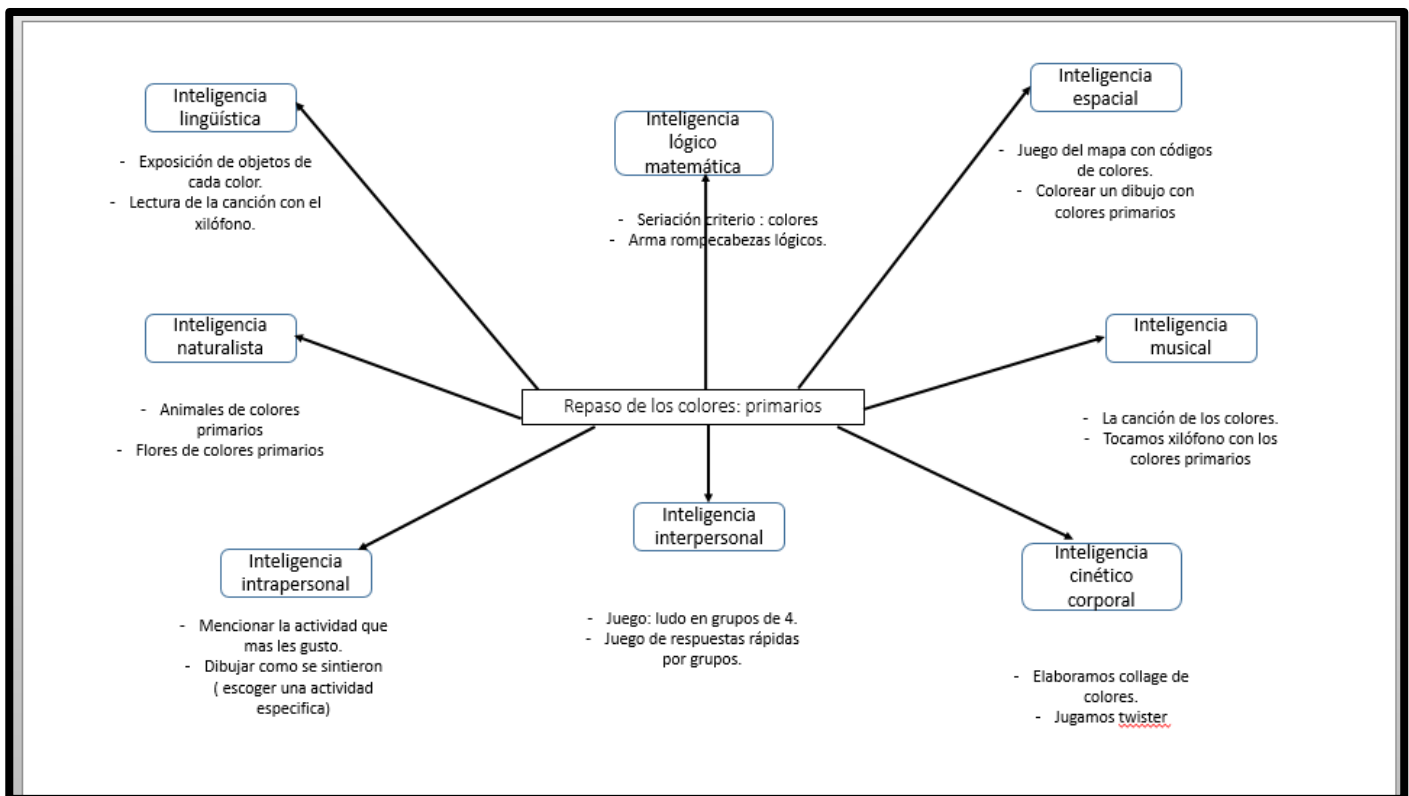 Inteligencia
lingüística
- Exposición de objetos de
cada color.
- Lectura de la canción con el
xilófono.
Inteligencia
lógico
matemática
- Seriación criterio : colores
- Arma rompecabezas lógicos.
Inteligencia
espacial
- Juego del mapa con códigos
de colores.
- Colorear un dibujo con
colores primarios
Inteligencia
naturalista
- Animales de colores
primarios
- Flores de colores primarios
Repaso de los colores: primarios
Inteligencia
musical
- La canción de los colores.
- Tocamos xilófono con los
colores primarios
Inteligencia
intrapersonal
- Mencionar la actividad que
mas les gusto.
- Dibujar como se sintieron
( escoger una actividad
especifica)
Inteligencia
interpersonal
- Juego: ludo en grupos de 4.
- Juego de respuestas rápidas
por grupos.
Inteligencia
cinético
corporal
- Elaboramos collage de
colores.
- Jugamos twister